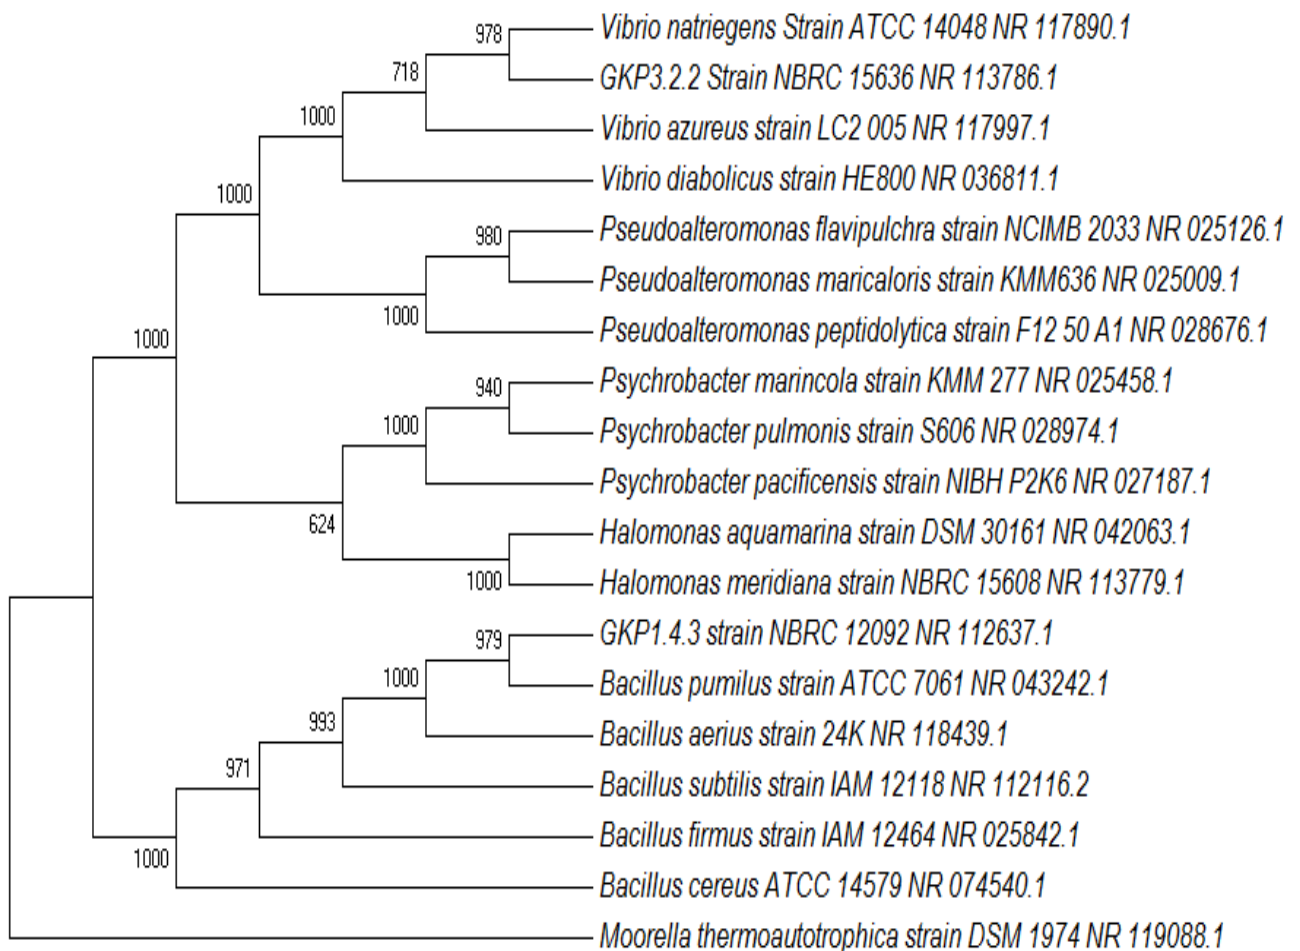 978
Vibrio natriegens Strain ATCC 14048 NR 117890.1
718
GKP3.2.2 Strain NBRC 15636 NR 113786.1
1000
Vibrio azureus strain LC2 005 NR 117997.1
1000
Vibrio diabolicus strain HE800 NR 036811.1
980
Pseudoalteromonas flavipulchra strain NCIMB 2033 NR 025126.1
Pseudoalteromonas maricaloris strain KMM636 NR 025009.1
1000
1000
Pseudoalteromonas peptidolytica strain F12 50 A1 NR 028676.1
940
Psychrobacter marincola strain KMM 277 NR 025458.1
1000
Psychrobacter pulmonis strain S606 NR 028974.1
Psychrobacter pacificensis strain NIBH P2K6 NR 027187.1
624
Halomonas aquamarina strain DSM 30161 NR 042063.1
1000
Halomonas meridiana strain NBRC 15608 NR 113779.1
979
GKP1.4.3 strain NBRC 12092 NR 112637.1
1000
Bacillus pumilus strain ATCC 7061 NR 043242.1
993
Bacillus aerius strain 24K NR 118439.1
971
Bacillus subtilis strain IAM 12118 NR 112116.2
Bacillus firmus strain IAM 12464 NR 025842.1
1000
Bacillus cereus ATCC 14579 NR 074540.1
Moorella thermoautotrophica strain DSM 1974 NR 119088.1